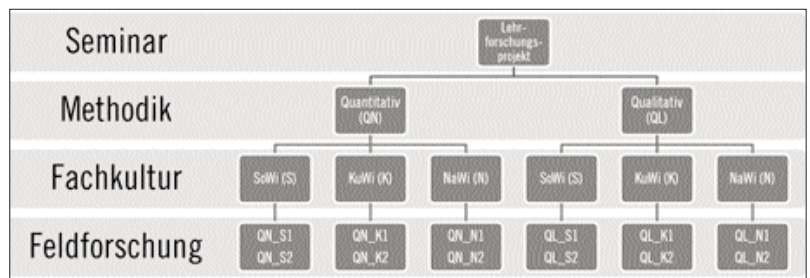 Seminar
Lehr-
forschungs-
projekt
Methodik
Quantitativ
(QN)
Qualitativ
(QL)
Fachkultur
SoWi (S)
KuWi (K)
NaWi (N)
SoWi (S)
KuWi (K)
NaWi (N)
Feldforschung
QN_S1
QN_S2
QN_K1
QN_K2
QN_N1
QN_N2
QL_S1
QL_S2
QL_K1
QL_K2
QL_N1
QL_N2